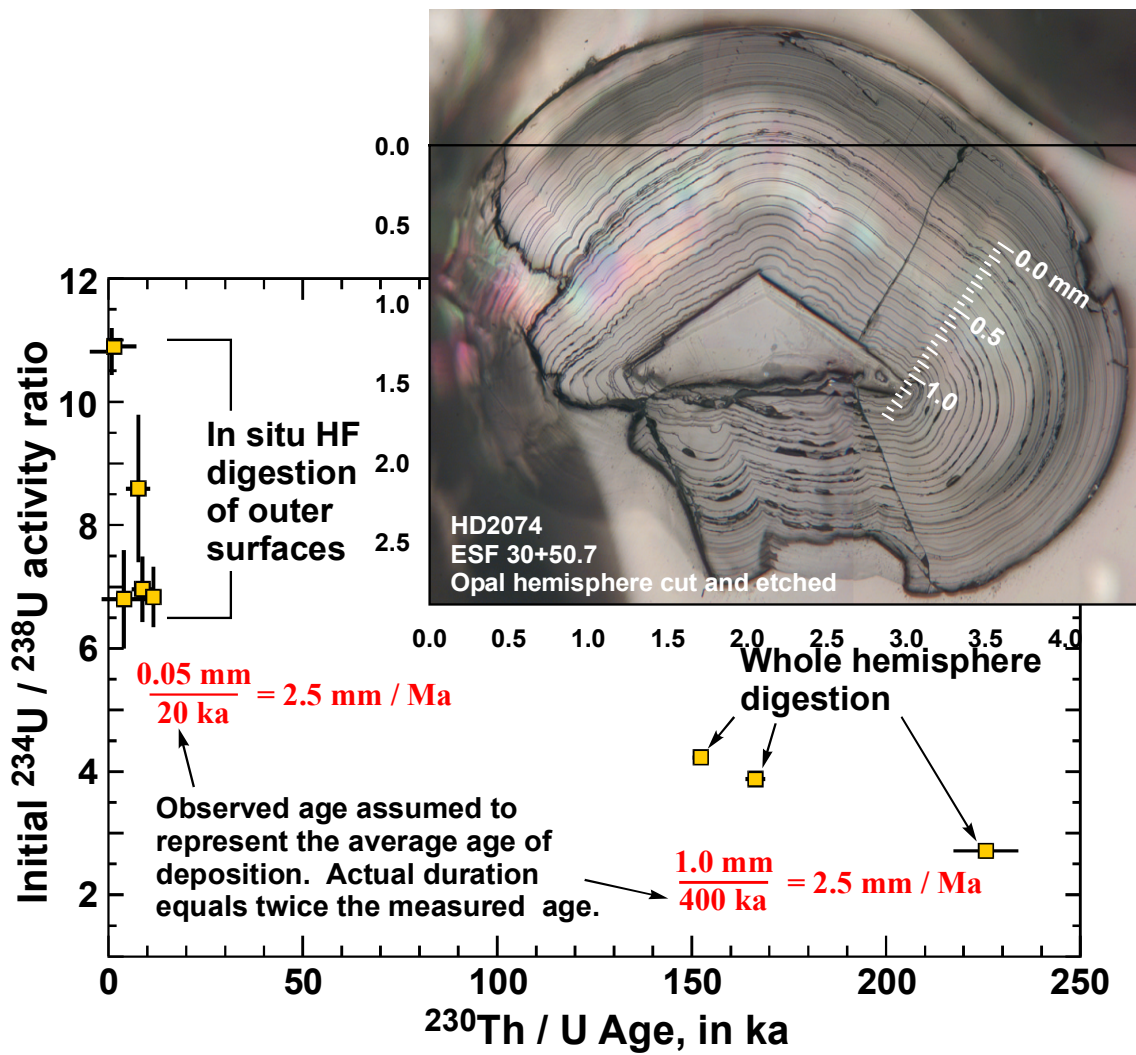 0.0
0.5
1.0
1.5
2.0
2.5
0.0 mm
0.5
1.0
HD2074
ESF 30+50.7
Opal hemisphere cut and etched
0.0 0.5 1.0 1.5 2.0 2.5 3.0 3.5 4.0
12
10
8
6
4
2
Initial ²³⁴U / ²³⁸U activity ratio
In situ HF
digestion
of outer
surfaces
0.05 mm
20 ka
= 2.5 mm / Ma
Whole hemisphere
digestion
Observed age assumed to
represent the average age of
deposition. Actual duration
equals twice the measured age.
1.0 mm
400 ka
= 2.5 mm / Ma
0 50 100 150 200 250
²³⁰Th / U Age, in ka